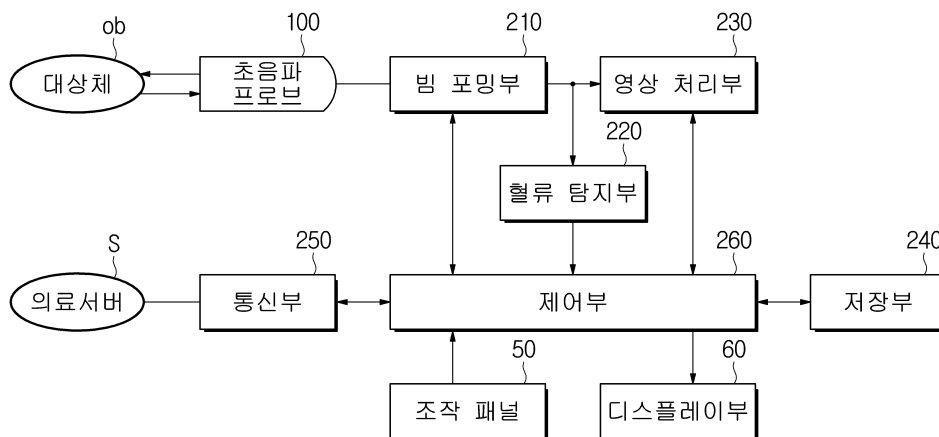 ob
100
210
230
대상체
초음파
프로브
빔 포밍부
영상 처리부
220
혈류 탐지부
S
250
260
240
의료서버
통신부
제어부
저장부
50
60
조작 패널
디스플레이부